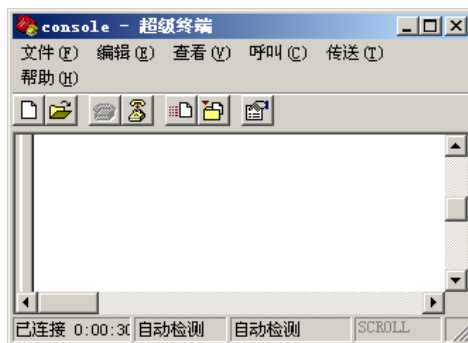 console - 超级终端
文件(F) 编辑(E) 查看(V) 呼叫(C) 传送(T)
帮助(H)
已连接 0:00:30 自动检测 自动检测 SCROLL